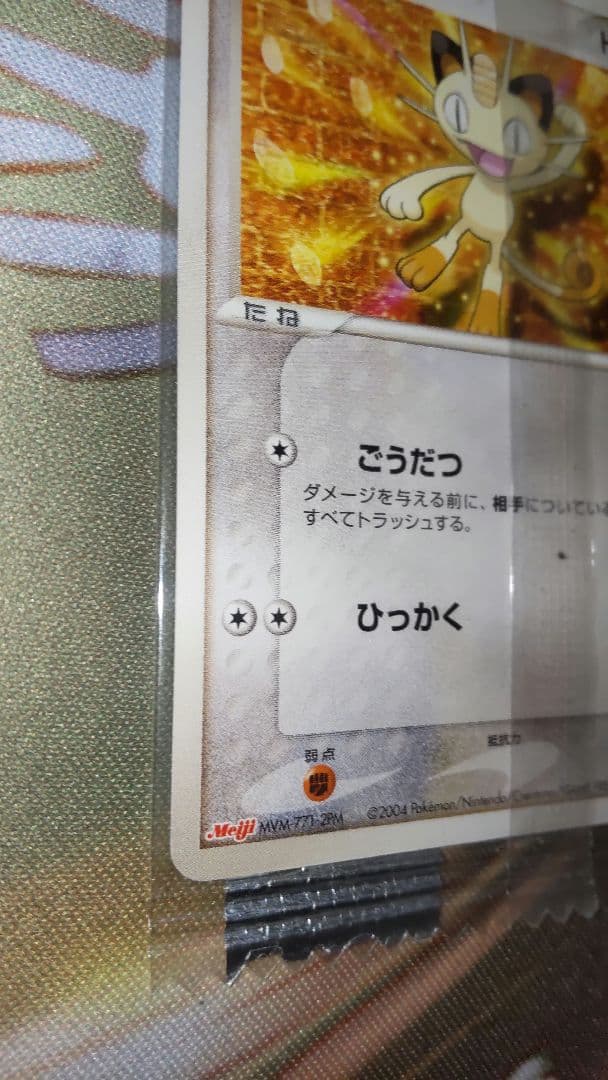 たね
ごうだつ
ダメージを与える前に、相手についている
すべてトラッシュする。
ひっかく
弱点
抵抗力
Meiji MVM-771-2PM
©2004 Pokémon/Nintendo/